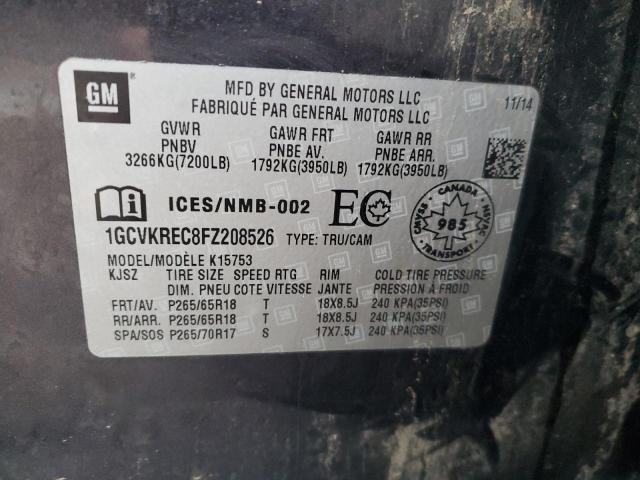 GM
MFD BY GENERAL MOTORS LLC
FABRIQUÉ PAR GENERAL MOTORS LLC
11/14
GVWR GAWR FRT GAWR RR
PNBV PNBE AV. PNBE ARR.
3266KG(7200LB) 1792KG(3950LB) 1792KG(3950LB)
ICES/NMB-002 EC
CANADA
CMVSS NSVAC
985
TRANSPORT
1GCVKREC8FZ208526 TYPE: TRU/CAM
MODEL/MODÈLE K15753
KJSZ TIRE SIZE SPEED RTG RIM COLD TIRE PRESSURE
DIM. PNEU COTE VITESSE JANTE PRESSION À FROID
FRT/AV. P265/65R18 T 18X8.5J 240 KPA(35PSI)
RR/ARR. P265/65R18 T 18X8.5J 240 KPA(35PSI)
SPA/SOS P265/70R17 S 17X7.5J 240 KPA(35PSI)